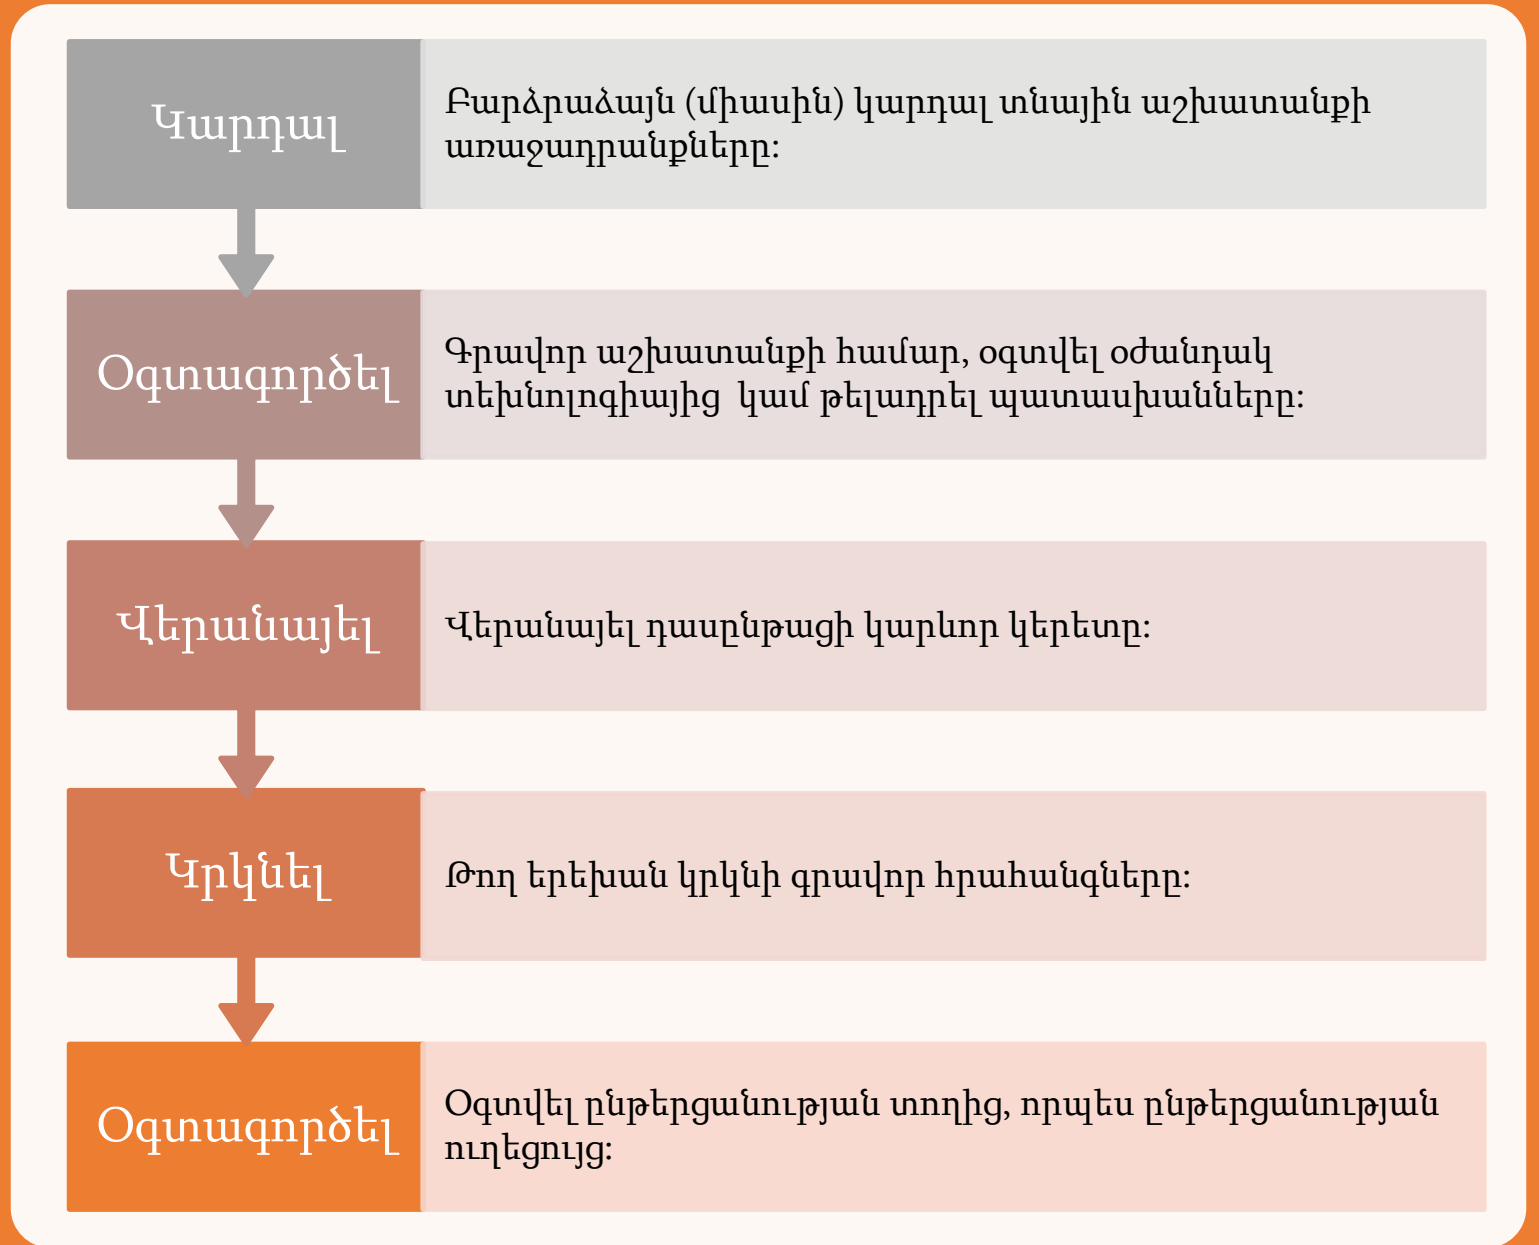 Կարդալ
Բարձրաձայն (միասին) կարդալ տնային աշխատանքի
առաջադրանքները:
Օգտագործել
Գրավոր աշխատանքի համար, օգտվել օժանդակ
տեխնոլոգիայից կամ թելադրել պատասխանները:
Վերանայել
Վերանայել դասընթացի կարևոր կերետը:
Կրկնել
Թող երեխան կրկնի գրավոր հրահանգները:
Օգտագործել
Օգտվել ընթերցանության տողից, որպես ընթերցանության
ուղեցույց: